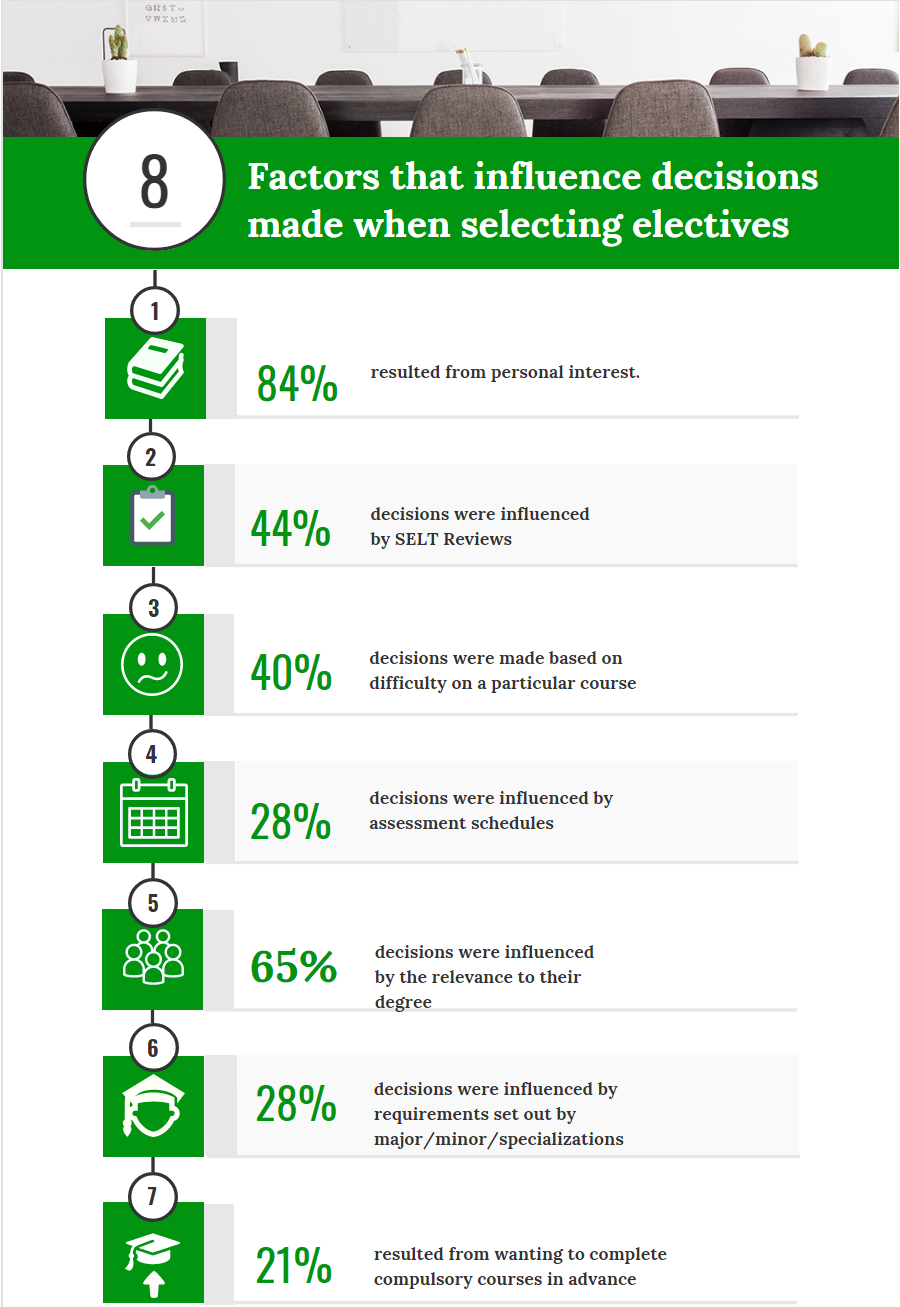 8
Factors that influence decisions
made when selecting electives
1
84%
resulted from personal interest.
2
44%
decisions were influenced
by SELT Reviews
3
40%
decisions were made based on
difficulty on a particular course
4
28%
decisions were influenced by
assessment schedules
5
65%
decisions were influenced
by the relevance to their
degree
6
28%
decisions were influenced by
requirements set out by
major/minor/specializations
7
21%
resulted from wanting to complete
compulsory courses in advance